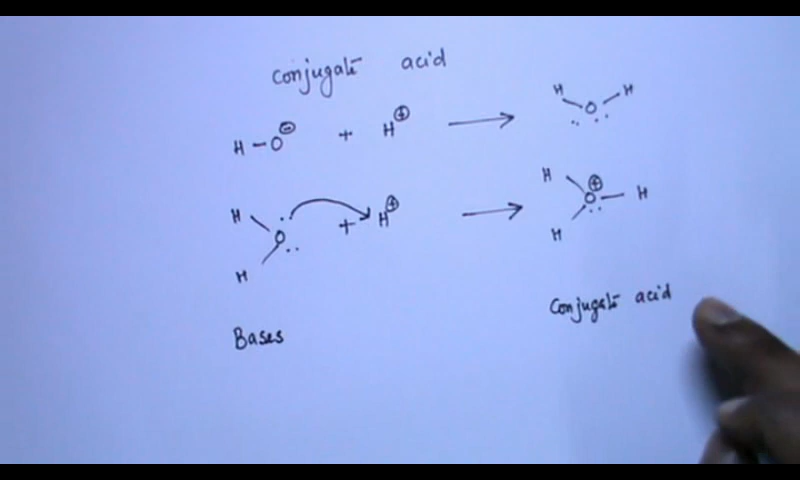 Conjugate acid
H-O⊖ + H⊕ → H O H
H O H + H⊕ → H O⊕ H H
Conjugate acid
Bases